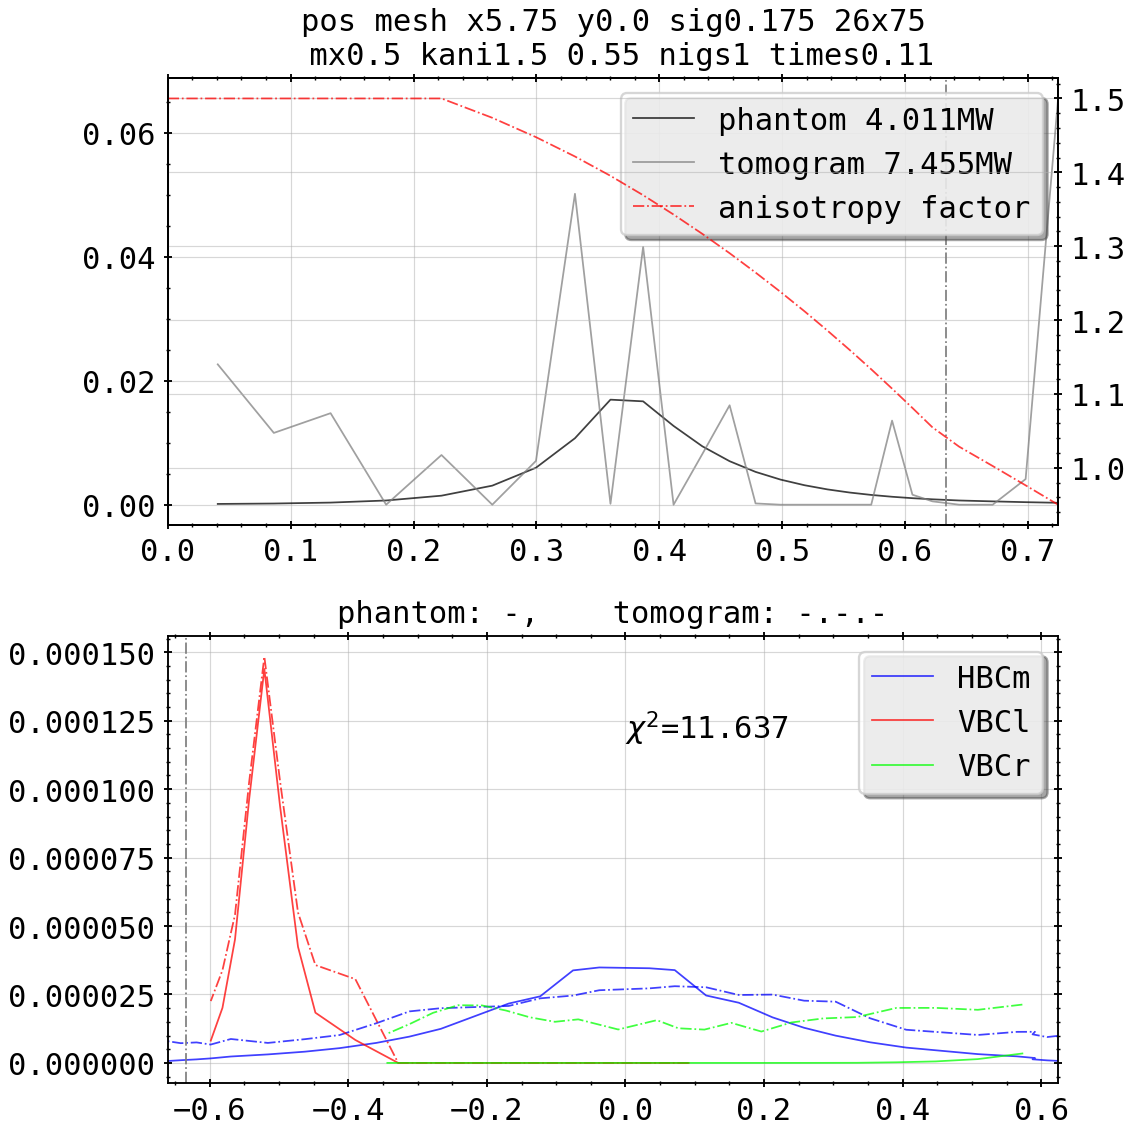 pos mesh x5.75 y0.0 sig0.175 26x75
mx0.5 kani1.5 0.55 nigs1 times0.11
phantom 4.011MW
tomogram 7.455MW
anisotropy factor
0.06
0.04
0.02
0.00
1.5
1.4
1.3
1.2
1.1
1.0
0.0 0.1 0.2 0.3 0.4 0.5 0.6 0.7
phantom: -, tomogram: -.-.-
HBCm
VBCl
VBCr
χ²=11.637
0.000150
0.000125
0.000100
0.000075
0.000050
0.000025
0.000000
−0.6 −0.4 −0.2 0.0 0.2 0.4 0.6